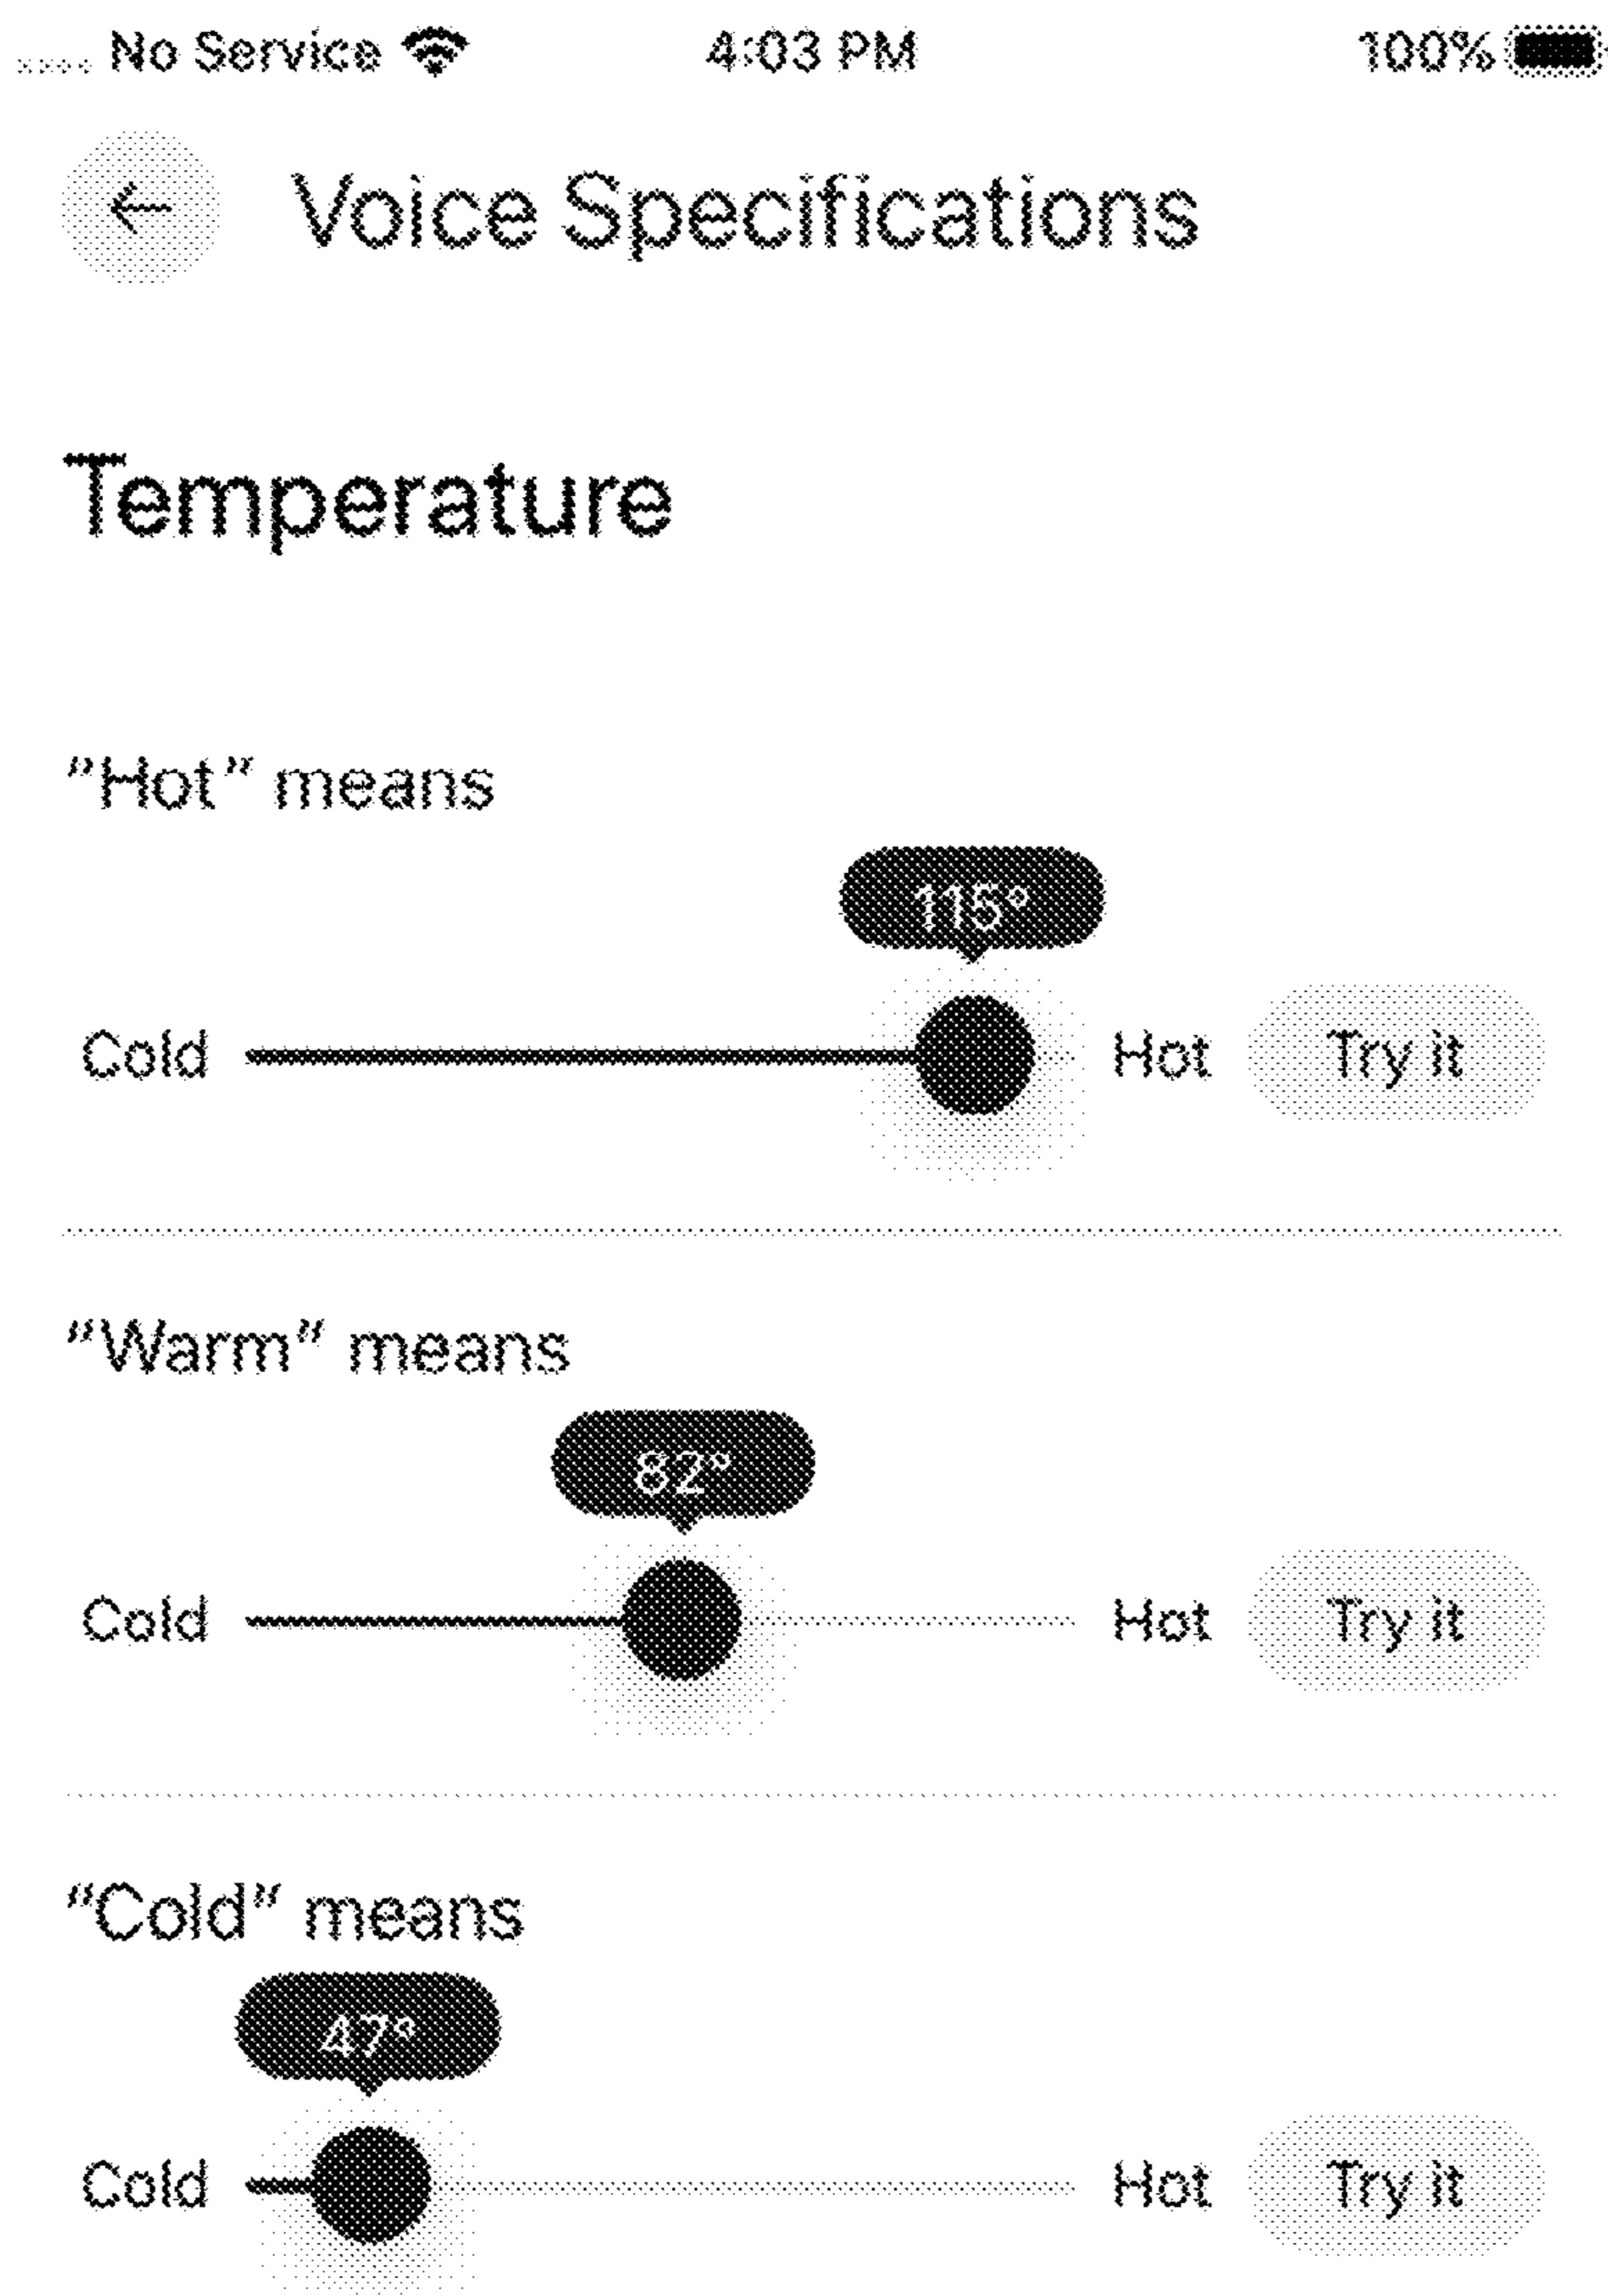 No Service 4:03 PM 100%
Voice Specifications
Temperature
"Hot" means
115°
Cold Hot Try it
"Warm" means
82°
Cold Hot Try it
"Cold" means
47°
Cold Hot Try it